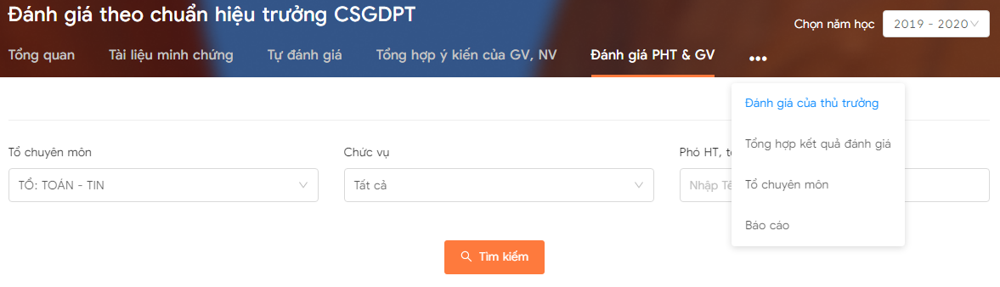 Đánh giá theo chuẩn hiệu trưởng CSGDPT
Chọn năm học
2019 - 2020
Tổng quan
Tài liệu minh chứng
Tự đánh giá
Tổng hợp ý kiến của GV, NV
Đánh giá PHT & GV
•••
Đánh giá của thủ trưởng
Tổng hợp kết quả đánh giá
Tổ chuyên môn
Báo cáo
Tổ chuyên môn
TỔ: TOÁN - TIN
Chức vụ
Tất cả
Phó HT,
Nhập
Tìm kiếm